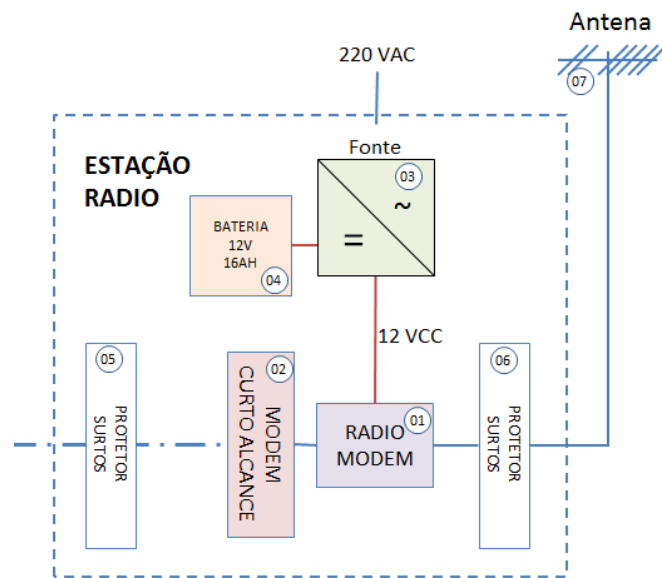 Antena
07
220 VAC
ESTAÇÃO
RADIO
Fonte
03
~
=
BATERIA
12V
16AH
04
12 VCC
05
PROTETOR
SURTOS
02
MODEM
CURTO ALCANCE
01
RADIO
MODEM
06
PROTETOR
SURTOS